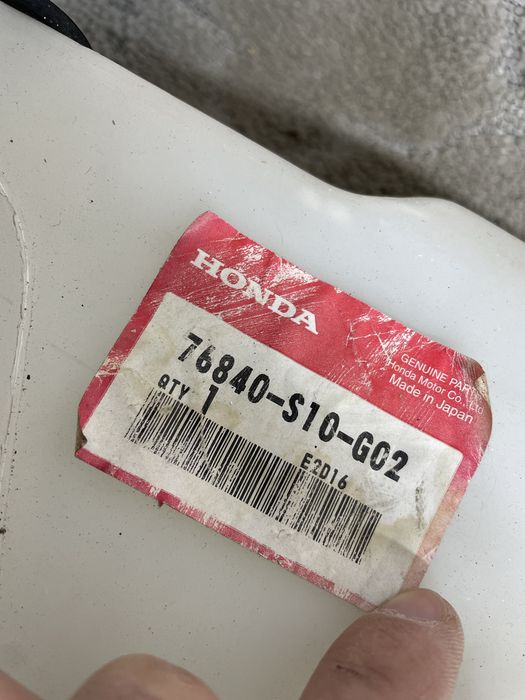 HONDA
GENUINE PARTS
Honda Motor Co., Ltd
Made in Japan
76840-S10-G02
QTY 1
E2D16